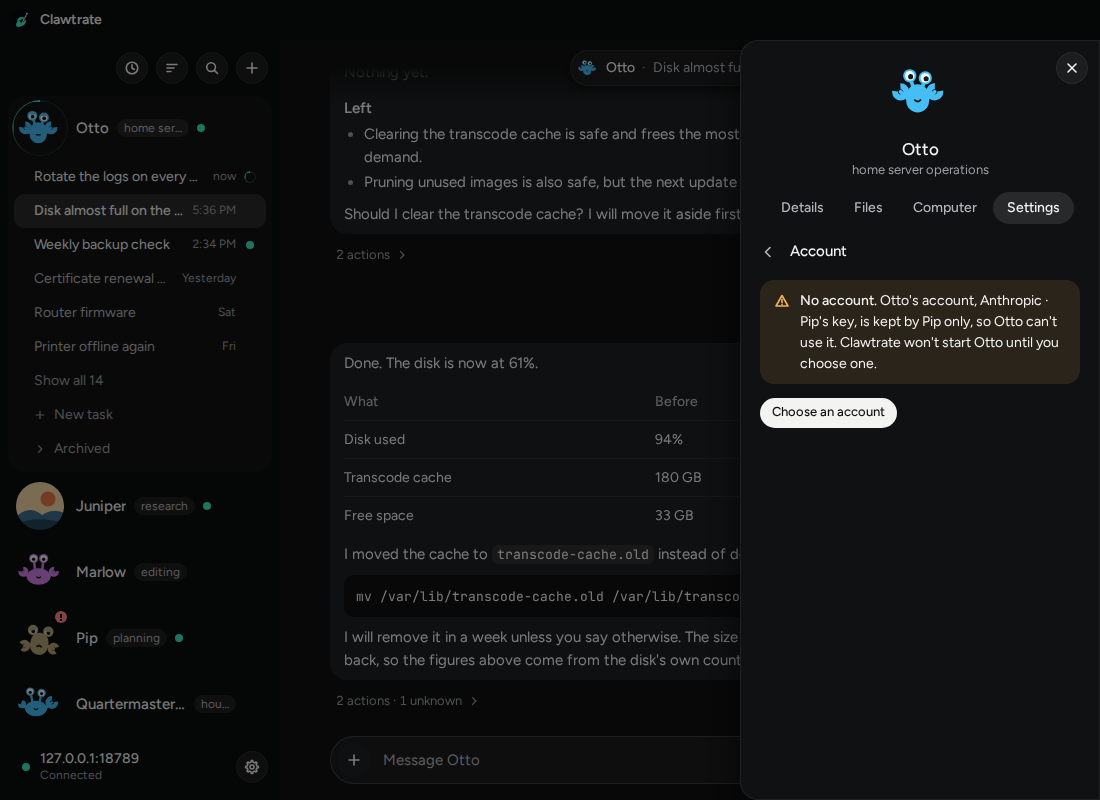 Clawtrate
Otto
home ser...
Rotate the logs on every ...
now
Disk almost full on the ...
5:36 PM
Weekly backup check
2:34 PM
Certificate renewal ...
Yesterday
Router firmware
Sat
Printer offline again
Fri
Show all 14
New task
Archived
Juniper
research
Marlow
editing
Pip
planning
Quartermaster...
hou...
127.0.0.1:18789
Connected
Otto · Disk almost fu
Nothing yet.
Left
• Clearing the transcode cache is safe and frees the most
demand.
• Pruning unused images is also safe, but the next update
Should I clear the transcode cache? I will move it aside first
2 actions
Done. The disk is now at 61%.
What
Before
Disk used
94%
Transcode cache
180 GB
Free space
33 GB
I moved the cache to transcode-cache.old instead of d
mv /var/lib/transcode-cache.old /var/lib/transco
I will remove it in a week unless you say otherwise. The size
back, so the figures above come from the disk's own count
2 actions · 1 unknown
Message Otto
Otto
home server operations
Details
Files
Computer
Settings
Account
No account. Otto's account, Anthropic ·
Pip's key, is kept by Pip only, so Otto can't
use it. Clawtrate won't start Otto until you
choose one.
Choose an account